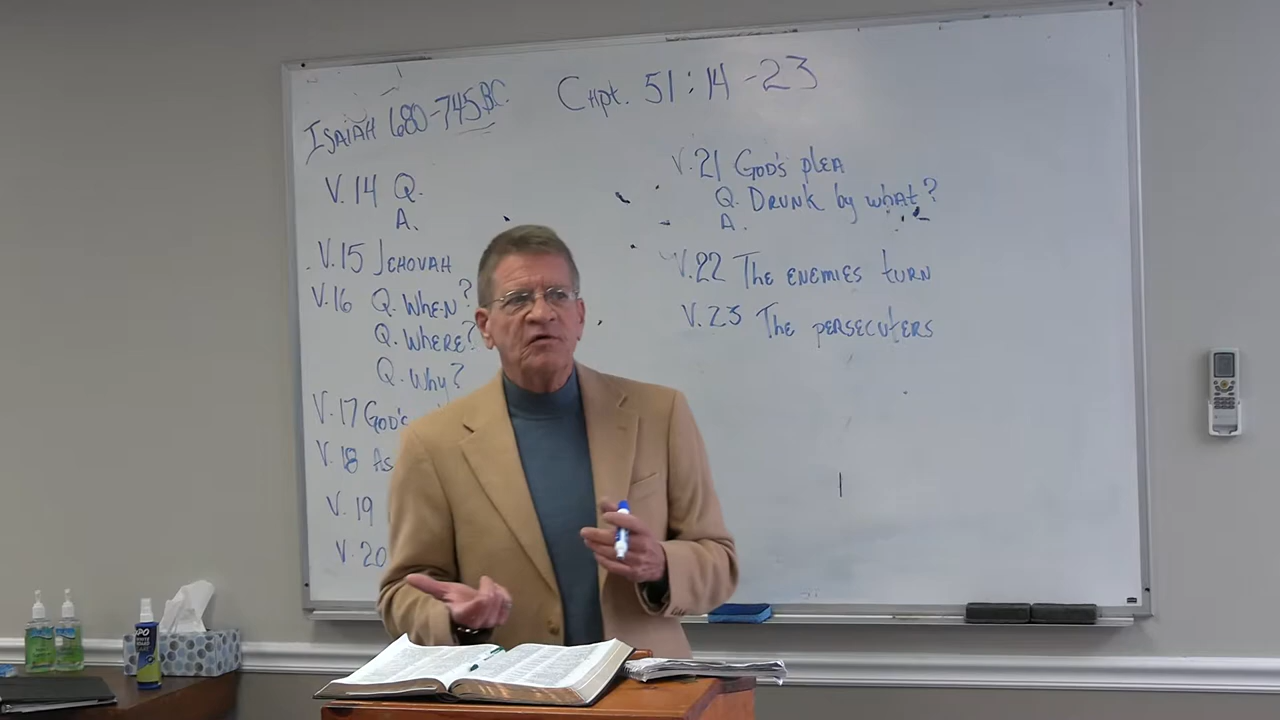 ISAIAH 680-745 BC.
Chpt. 51:14-23
V.14 Q.
A.
V.15 JEHOVAH
V.16 Q. WHEN?
Q. WHERE?
Q. Why?
V.17 GOD'S
V.18 AS
V.19
V.20
V.21 GOD'S PLEA
Q. DRUNK by what?
A.
V.22 The ENEMIES TURN
V.23 The PERSECUTERS